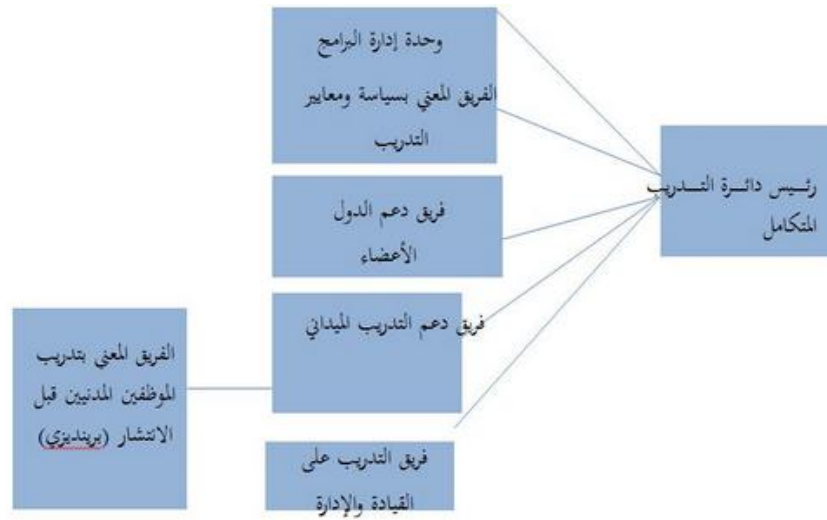 رئيس دائرة التدريب
المتكامل
وحدة إدارة البرامج
الفريق المعني بسياسة ومعايير
التدريب
فريق دعم الدول
الأعضاء
فريق دعم التدريب الميداني
فريق التدريب على
القيادة والإدارة
الفريق المعني بتدريب
الموظفين المدنيين قبل
الانتشار (برينديزي)